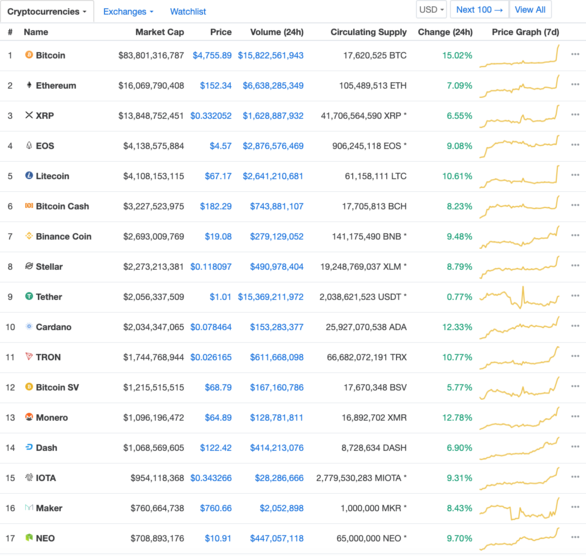 Cryptocurrencies Exchanges Watchlist USD Next 100 → View All
# Name Market Cap Price Volume (24h) Circulating Supply Change (24h) Price Graph (7d)
1 Bitcoin $83,801,316,787 $4,755.89 $15,822,561,943 17,620,525 BTC 15.02%
2 Ethereum $16,069,790,408 $152.34 $6,638,285,349 105,489,513 ETH 7.09%
3 XRP $13,848,752,451 $0.332052 $1,628,887,932 41,706,564,590 XRP * 6.55%
4 EOS $4,138,575,884 $4.57 $2,876,576,469 906,245,118 EOS * 9.08%
5 Litecoin $4,108,153,115 $67.17 $2,641,210,681 61,158,111 LTC 10.61%
6 Bitcoin Cash $3,227,523,975 $182.29 $743,881,107 17,705,813 BCH 8.23%
7 Binance Coin $2,693,009,769 $19.08 $279,129,052 141,175,490 BNB * 9.48%
8 Stellar $2,273,213,381 $0.118097 $490,978,404 19,248,769,037 XLM * 8.79%
9 Tether $2,056,337,509 $1.01 $15,369,211,972 2,038,621,523 USDT * 0.77%
10 Cardano $2,034,347,065 $0.078464 $153,283,377 25,927,070,538 ADA 12.33%
11 TRON $1,744,768,944 $0.026165 $611,668,098 66,682,072,191 TRX 10.77%
12 Bitcoin SV $1,215,515,515 $68.79 $167,160,786 17,670,348 BSV 5.77%
13 Monero $1,096,196,472 $64.89 $128,781,811 16,892,702 XMR 12.78%
14 Dash $1,068,569,605 $122.42 $414,213,076 8,728,634 DASH 6.90%
15 IOTA $954,118,368 $0.343266 $28,286,666 2,779,530,283 MIOTA * 9.31%
16 Maker $760,664,738 $760.66 $2,052,898 1,000,000 MKR * 8.43%
17 NEO $708,893,176 $10.91 $447,057,118 65,000,000 NEO * 9.70%